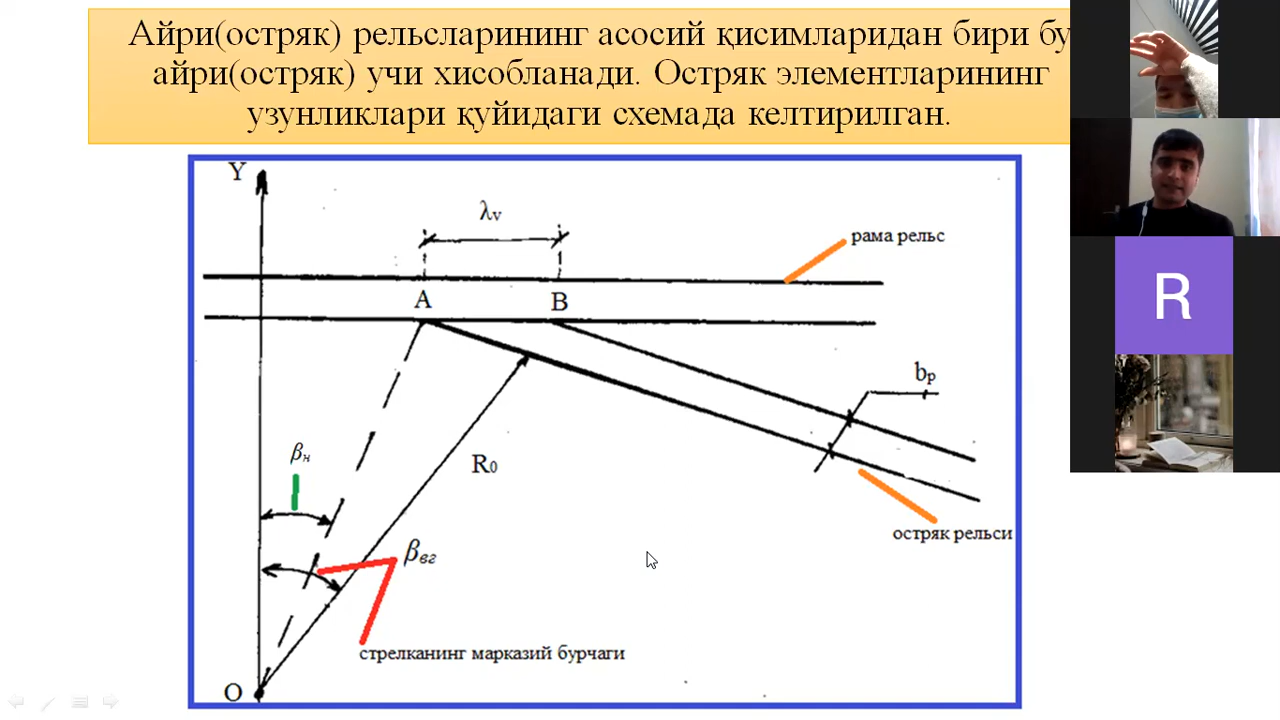 Айри(остряк) рельсларининг асосий қисимларидан бири бу
айри(остряк) учи хисобланади. Остряк элементларининг
узунликлари қуйидаги схемада келтирилган.
Y
λv
рама рельс
A
B
bр
βн
R0
остряк рельси
βвг
стрелканинг марказий бурчаги
O
R